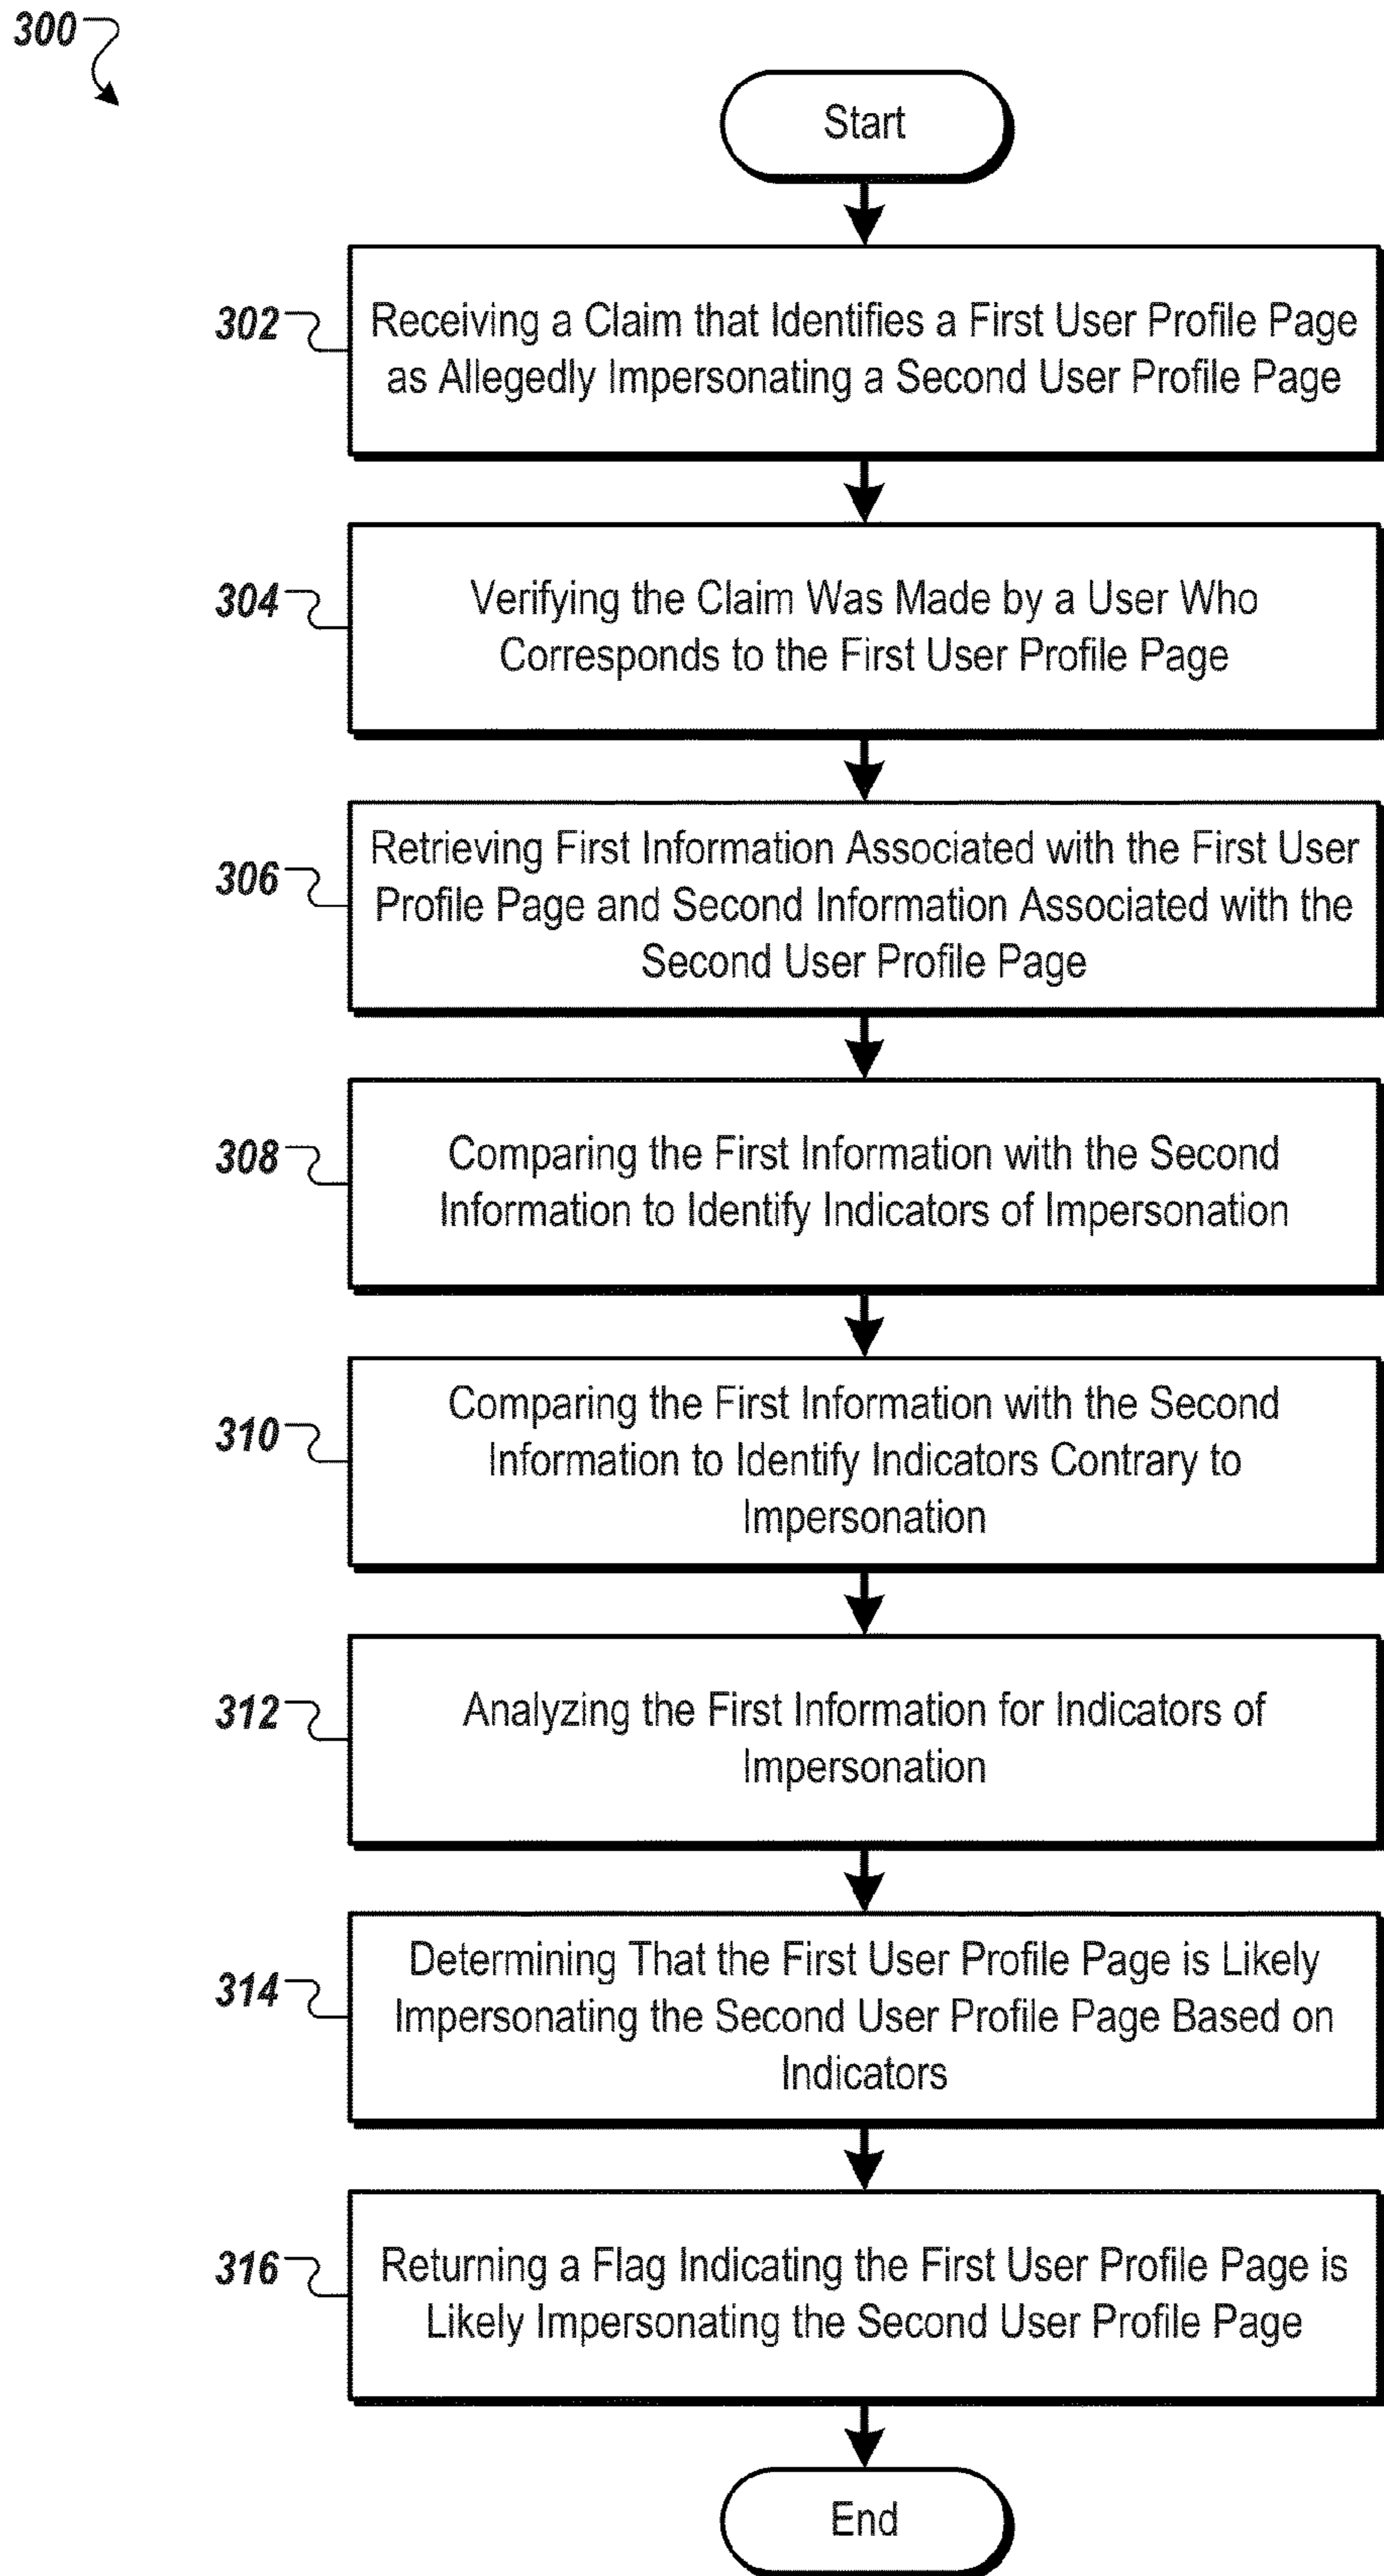 300
Start
302
Receiving a Claim that Identifies a First User Profile Page
as Allegedly Impersonating a Second User Profile Page
304
Verifying the Claim Was Made by a User Who
Corresponds to the First User Profile Page
306
Retrieving First Information Associated with the First User
Profile Page and Second Information Associated with the
Second User Profile Page
308
Comparing the First Information with the Second
Information to Identify Indicators of Impersonation
310
Comparing the First Information with the Second
Information to Identify Indicators Contrary to
Impersonation
312
Analyzing the First Information for Indicators of
Impersonation
314
Determining That the First User Profile Page is Likely
Impersonating the Second User Profile Page Based on
Indicators
316
Returning a Flag Indicating the First User Profile Page is
Likely Impersonating the Second User Profile Page
End